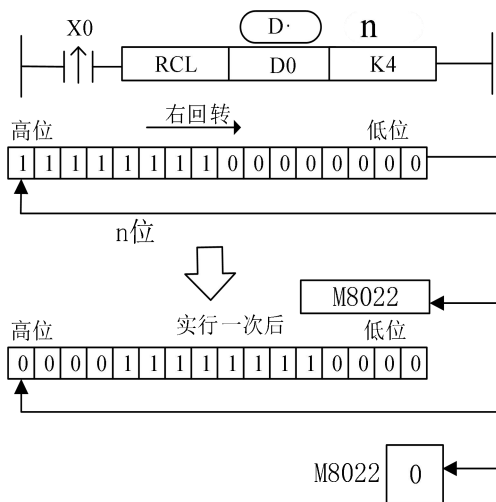 D· n
X0
RCL D0 K4
右回转
高位 低位
1 1 1 1 1 1 1 1 0 0 0 0 0 0 0 0
n位
M8022
实行一次后
高位 低位
0 0 0 0 1 1 1 1 1 1 1 1 0 0 0 0
M8022 0